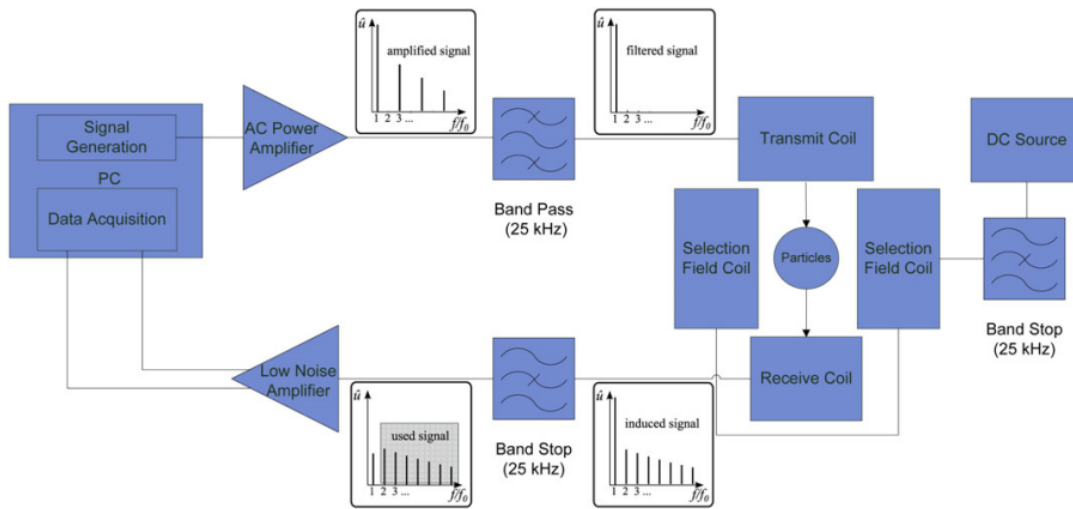 û
amplified signal
1 2 3 ...
f/f₀
û
filtered signal
1 2 3 ...
f/f₀
Signal
Generation
PC
Data Acquisition
AC Power
Amplifier
Band Pass
(25 kHz)
Transmit Coil
DC Source
Selection
Field Coil
Particles
Selection
Field Coil
Band Stop
(25 kHz)
Low Noise
Amplifier
Band Stop
(25 kHz)
Receive Coil
û
used signal
1 2 3 ...
f/f₀
û
induced signal
1 2 3 ...
f/f₀